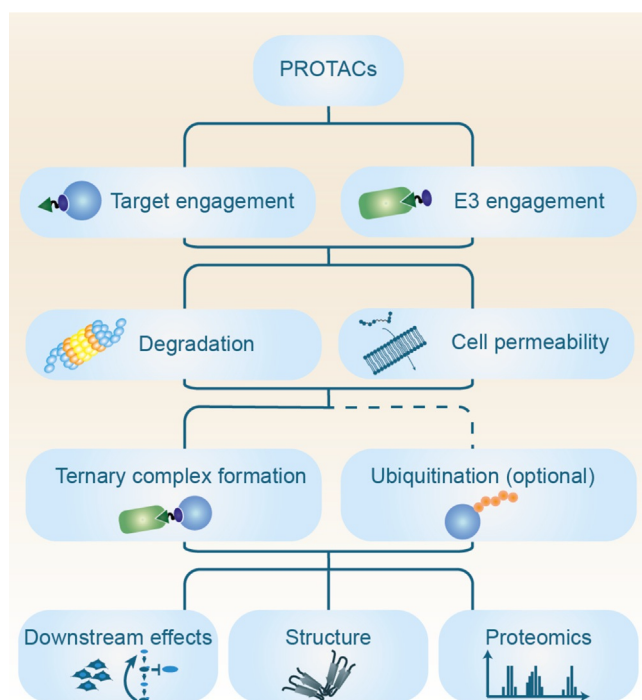 PROTACs
Target engagement
E3 engagement
Degradation
Cell permeability
Ternary complex formation
Ubiquitination (optional)
Downstream effects
Structure
Proteomics